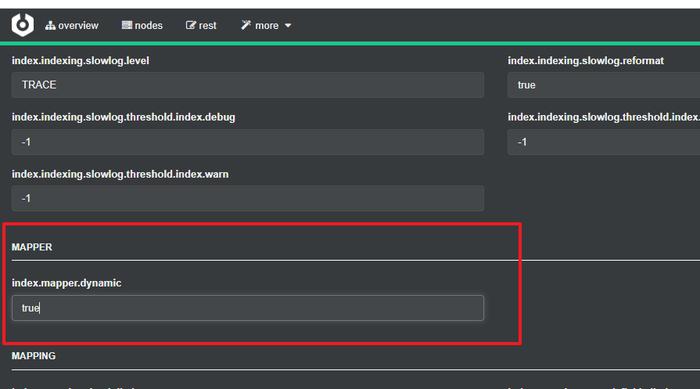 overview nodes rest more
index.indexing.slowlog.level index.indexing.slowlog.reformat
TRACE true
index.indexing.slowlog.threshold.index.debug index.indexing.slowlog.threshold.index.
-1 -1
index.indexing.slowlog.threshold.index.warn
-1
MAPPER
index.mapper.dynamic
true
MAPPING